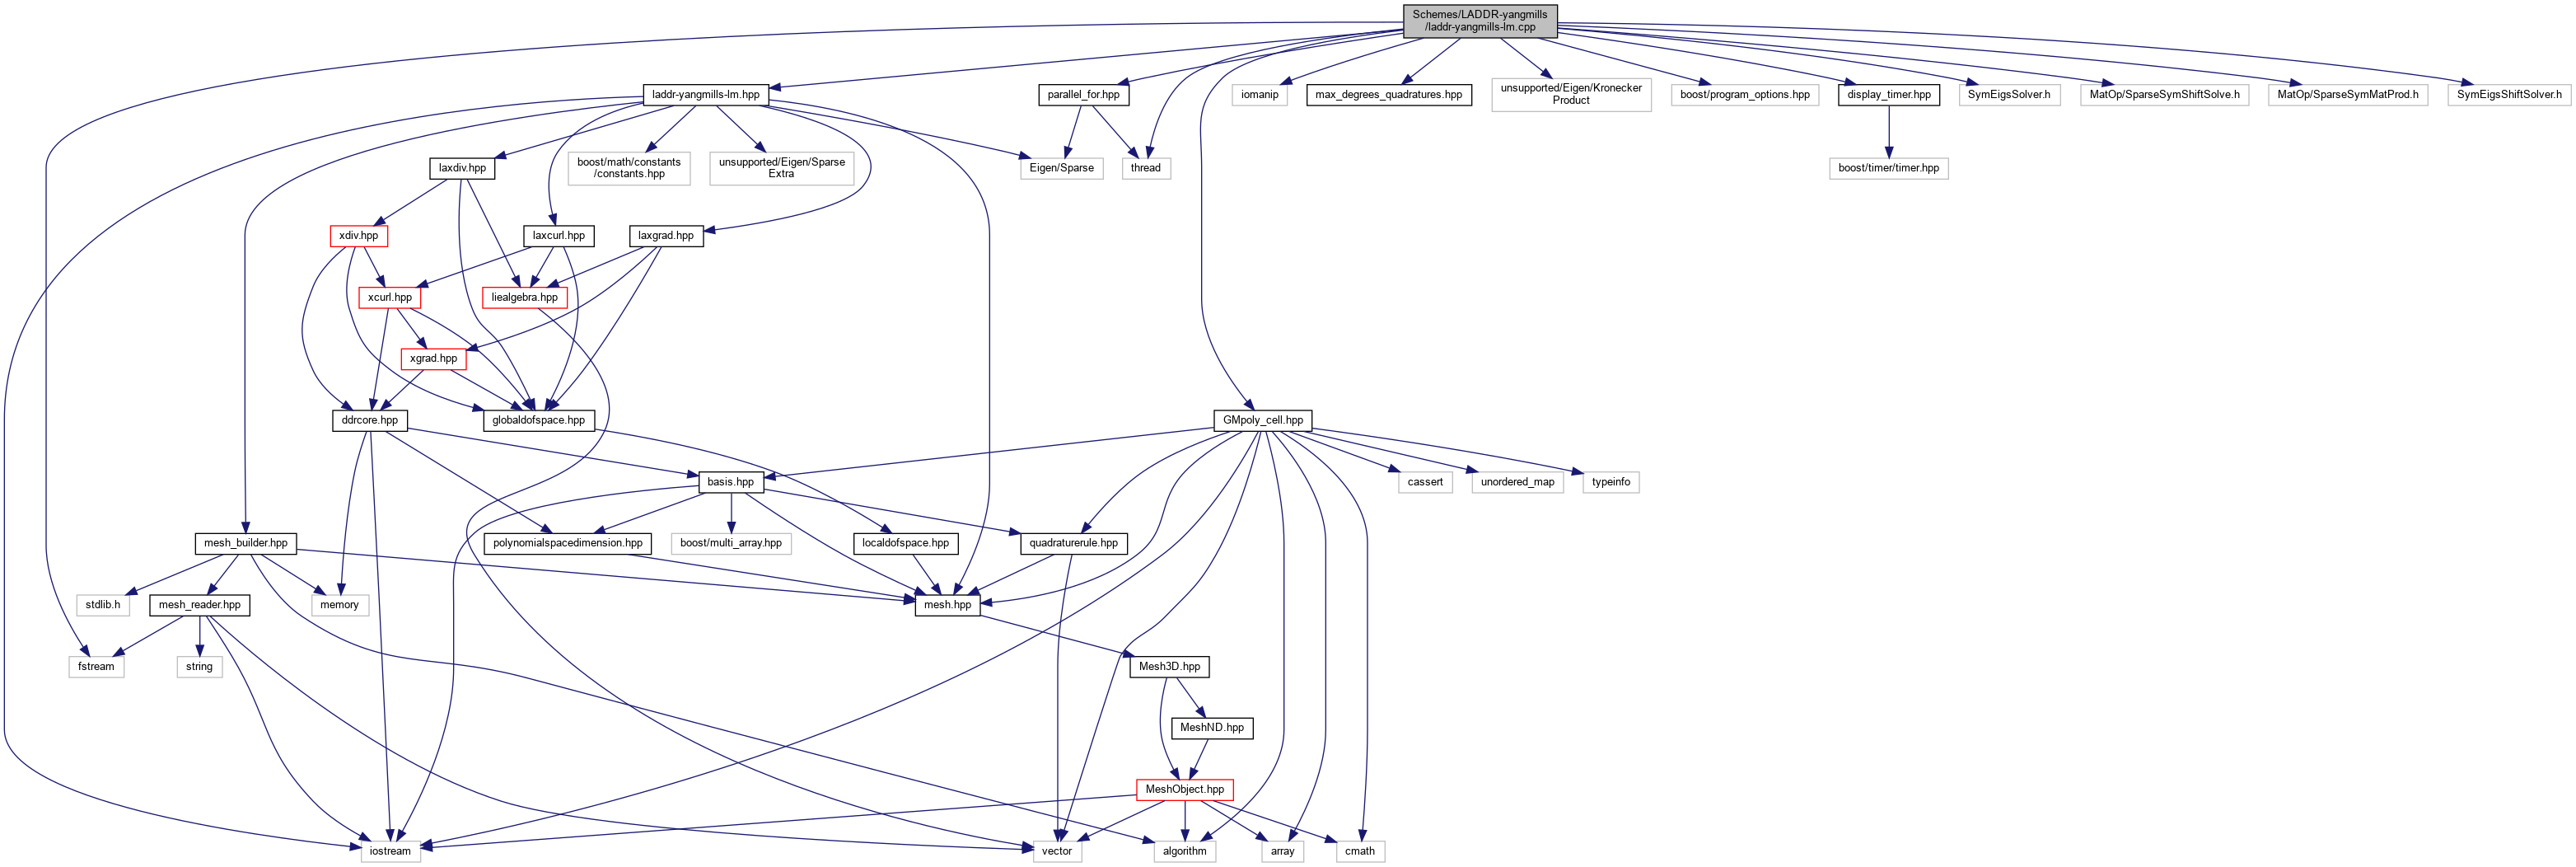 Schemes/LADDR-yangmills
/laddr-yangmills-lm.cpp
laddr-yangmills-lm.hpp
parallel_for.hpp
iomanip
max_degrees_quadratures.hpp
unsupported/Eigen/Kronecker
Product
boost/program_options.hpp
display_timer.hpp
SymEigsSolver.h
MatOp/SparseSymShiftSolve.h
MatOp/SparseSymMatProd.h
SymEigsShiftSolver.h
laxdiv.hpp
boost/math/constants
/constants.hpp
unsupported/Eigen/Sparse
Extra
Eigen/Sparse
thread
boost/timer/timer.hpp
xdiv.hpp
laxcurl.hpp
laxgrad.hpp
xcurl.hpp
liealgebra.hpp
xgrad.hpp
ddrcore.hpp
globaldofspace.hpp
GMpoly_cell.hpp
basis.hpp
cassert
unordered_map
typeinfo
mesh_builder.hpp
polynomialspacedimension.hpp
boost/multi_array.hpp
localdofspace.hpp
quadraturerule.hpp
stdlib.h
mesh_reader.hpp
memory
mesh.hpp
fstream
string
Mesh3D.hpp
MeshND.hpp
MeshObject.hpp
iostream
vector
algorithm
array
cmath